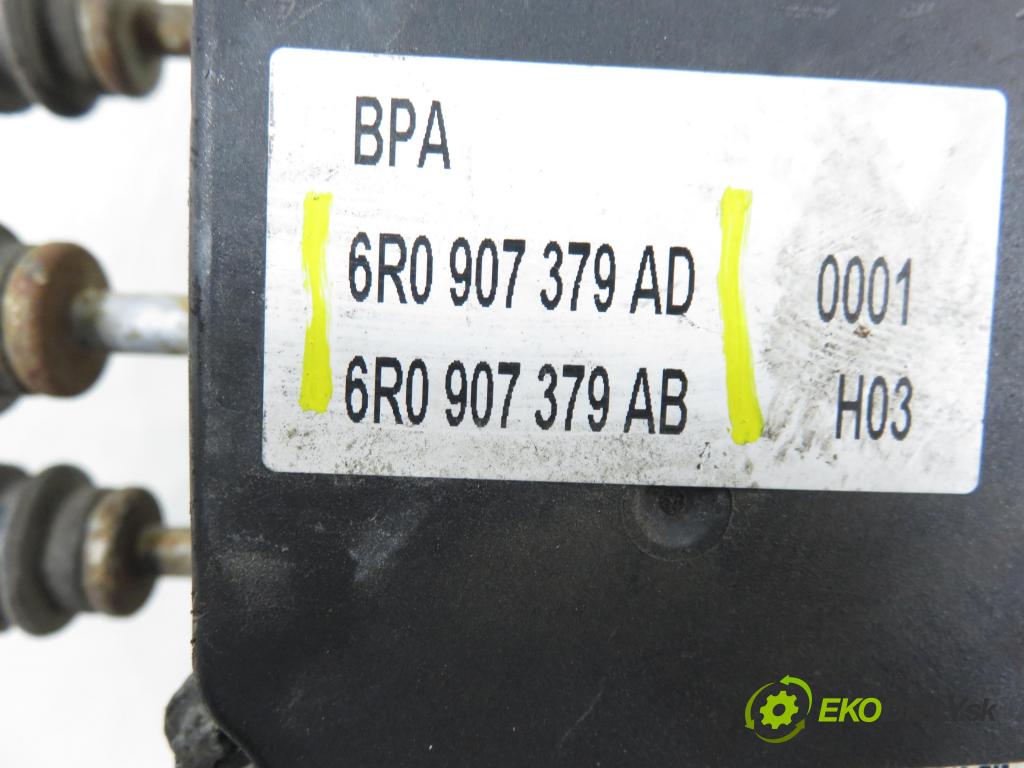 BPA
6R0 907 379 AD 0001
6R0 907 379 AB H03
EKO